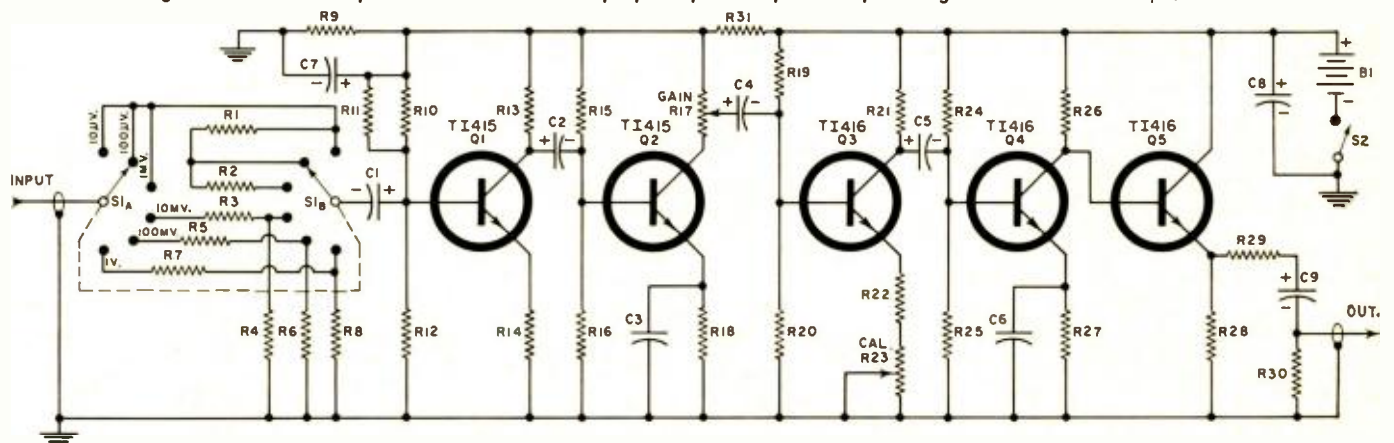 R9
R31
C7
- +
R11
R10
R19
+
B1
-
C8
+
-
R1
R13
R15
GAIN
R17
C4
+ -
R21
R24
R26
10μV.
100μV.
1MV.
C2
+ -
C5
+ -
S2
TI415
Q1
TI415
Q2
TI416
Q3
TI416
Q4
TI416
Q5
INPUT
R2
S1A
S1B
C1
- +
10MV.
R3
100MV.
R5
1V.
R7
R29
C9
+
-
R22
OUT.
R4
R6
R8
R12
R14
R16
C3
R18
R20
CAL
R23
R25
C6
R27
R28
R30